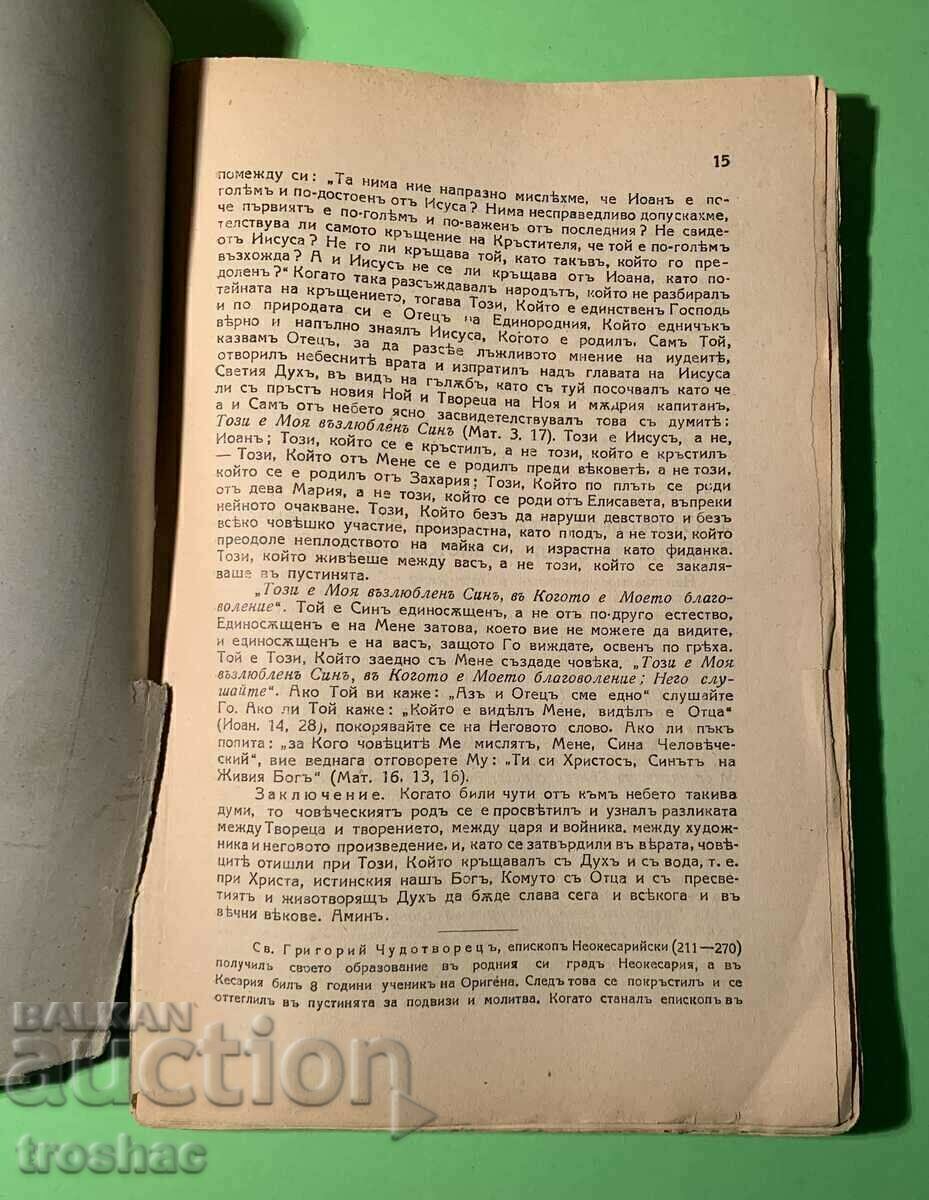 15
помежду си: „Та нима ние напразно мислѣхме, че Иоан е по-
голѣмъ и по-достоенъ отъ Исуса? Нима несправедливо допускахме,
че първиятъ е по-голѣмъ и по-важенъ отъ последния? Не свиде-
телствува ли самото кръщение на Кръстителя, че той е по-голѣмъ
отъ Иисуса? Не го ли кръщава той, като такъвъ, който го пре-
възхожда? А и Иисусъ не се ли кръщава отъ Иоана, като по-
доленъ?“ Когато така разсъждавалъ народътъ, който не разбиралъ
тайната на кръщението, тогава Този, Който е единственъ Господь
и по природата си е Отецъ на Единородния, Който едничъкъ
вѣрно и напълно зналъ Иисуса, Когото е родилъ, Самъ Той,
казвам Отецъ, за да разсѣе лъжливото мнение на иудеитѣ,
отворилъ небеснитѣ врата и изпратилъ надъ главата на Иисуса
Светия Духъ, въ видъ на гълѫбъ, като съ туй посочвалъ като че
ли съ пръстъ новия Ной и Твореца на Ноя и мѫдрия капитанъ,
а и Самъ отъ небето ясно засвидетелствувалъ това съ думитѣ:
Този е Моя възлюбленъ Синъ (Мат. 3, 17). Този е Иисусъ, а не,
Иоанъ; Този, който се е кръстилъ, а не този, който е кръстилъ
— Този, Който отъ Мене се е родилъ преди вѣковетѣ, а не този,
който се е родилъ отъ Захария; Този, Който по плъть се роди
отъ дева Мария, а не този, който се роди отъ Елисавета, въпреки
нейното очакване. Този, Който безъ да наруши девството и безъ
всѣко човѣшко участие, произрастна, като плодъ, а не този, който
преодоле неплодството на майка си, и израстна като фиданка.
Този, който живѣеше между васъ, а не този, който се закаля-
ваше въ пустинята.
„Този е Моя възлюбленъ Синъ, въ Когото е Моето благо-
воление“. Той е Синъ единосѫщенъ, а не отъ по-друго естество,
Единосѫщенъ е на Мене затова, което вие не можете да видите,
и единосѫщенъ е на васъ, защото Го виждате, освенъ по грѣха.
Той е Този, Който заедно съ Мене създаде човѣка. „Този е Моя
възлюбленъ Синъ, въ Когото е Моето благоволение; Него слу-
шайте“. Ако Той ви каже: „Азъ и Отецъ сме едно“ слушайте
Го. Ако ли Той каже: „Който е виделъ Мене, виделъ е Отца“
(Иоан. 14, 28), покорявайте се на Неговото слово. Ако ли пъкъ
попита: „за Кого човѣците Ме мислятъ, Мене, Сина Человѣче-
ский“, вие веднага отговорете Му: „Ти си Христосъ, Синътъ на
Живия Богъ“ (Мат. 16, 13, 16).
Заключение. Когато били чути отъ къмъ небето такива
думи, то човѣческиятъ родъ се е просвѣтилъ и узналъ разликата
между Твореца и творението, между царя и войника, между худож-
ника и неговото произведение, и, като се затвърдили въ вѣрата, човѣ-
цитѣ отишли при Този, Който кръщавалъ съ Духъ и съ вода, т. е.
при Христа, истинския нашъ Богъ, Комуто съ Отца и съ пресве-
тиятъ и животворящъ Духъ да бѫде слава сега и всѣкога и въ
вѣчни вѣкове. Аминъ.
Св. Григорий Чудотворецъ, епископъ Неокесарийски (211—270)
получилъ своето образование въ родния си градъ Неокесария, а въ
Кесария билъ 8 години ученикъ на Оригена. Следъ това се покръстилъ и се
оттеглилъ въ пустинята за подвизи и молитва. Когато станалъ епископъ въ
BALKAN
auction
troshac